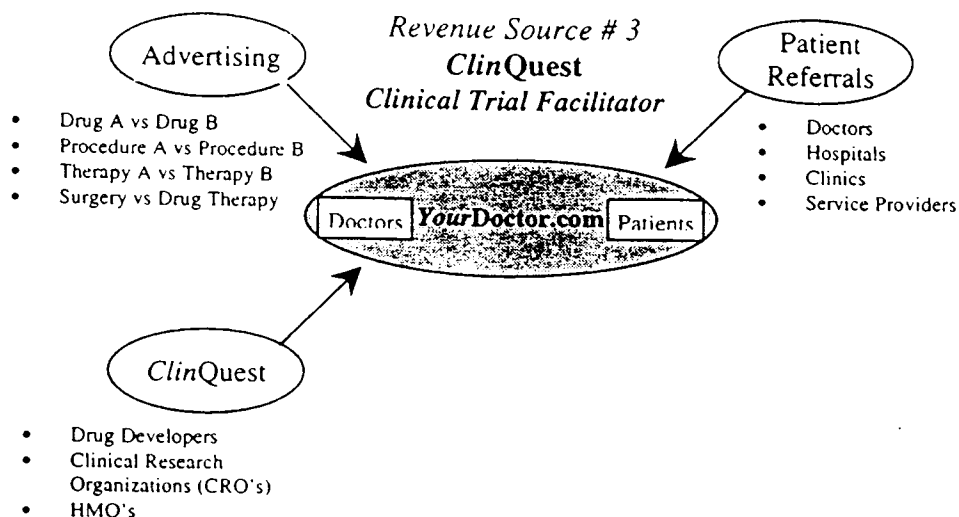 Revenue Source # 3
ClinQuest
Clinical Trial Facilitator
Advertising
• Drug A vs Drug B
• Procedure A vs Procedure B
• Therapy A vs Therapy B
• Surgery vs Drug Therapy
Patient
Referrals
• Doctors
• Hospitals
• Clinics
• Service Providers
Doctors
YourDoctor.com
Patients
ClinQuest
• Drug Developers
• Clinical Research
Organizations (CRO's)
• HMO's